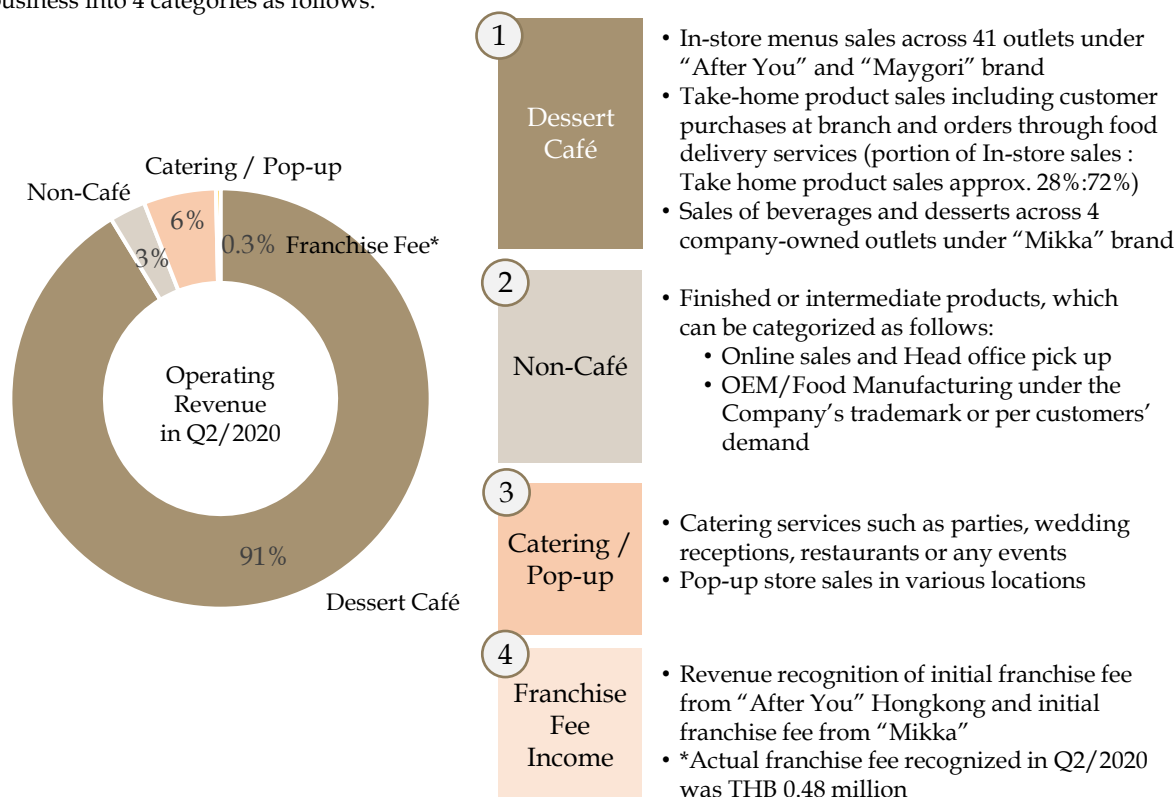 business into 4 categories as follows:
Catering / Pop-up
Non-Café
6%
3%
0.3%
Franchise Fee*
Operating
Revenue
in Q2/2020
91%
Dessert Café
1
Dessert
Café
• In-store menus sales across 41 outlets under
“After You” and “Maygori” brand
• Take-home product sales including customer
purchases at branch and orders through food
delivery services (portion of In-store sales :
Take home product sales approx. 28%:72%)
• Sales of beverages and desserts across 4
company-owned outlets under “Mikka” brand
2
Non-Café
• Finished or intermediate products, which
can be categorized as follows:
• Online sales and Head office pick up
• OEM/Food Manufacturing under the
Company’s trademark or per customers’
demand
3
Catering /
Pop-up
• Catering services such as parties, wedding
receptions, restaurants or any events
• Pop-up store sales in various locations
4
Franchise
Fee
Income
• Revenue recognition of initial franchise fee
from “After You” Hongkong and initial
franchise fee from “Mikka”
• *Actual franchise fee recognized in Q2/2020
was THB 0.48 million